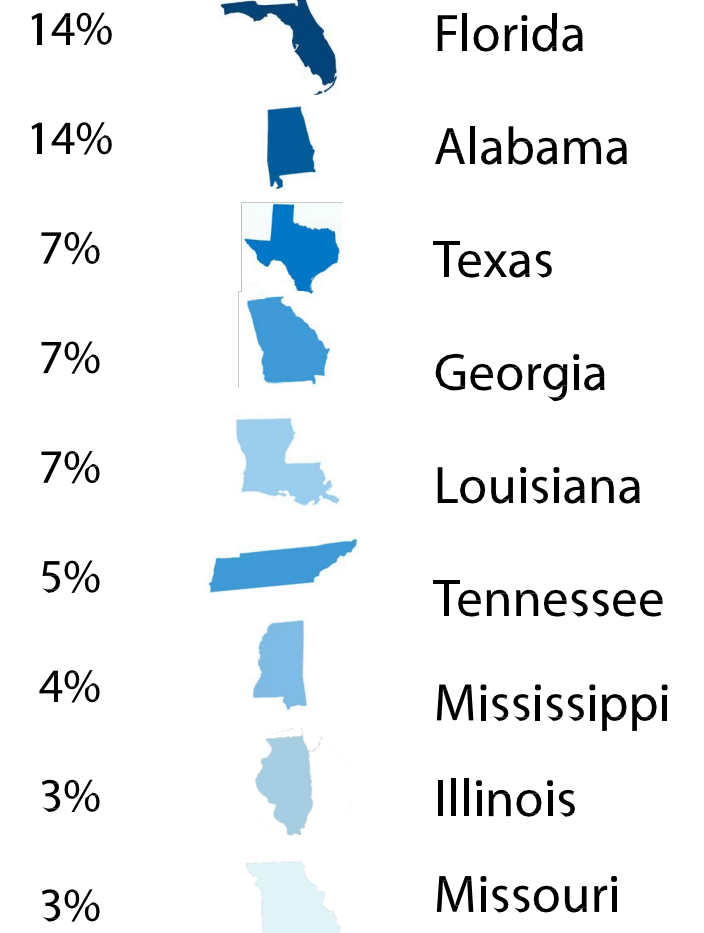 14% Florida
14% Alabama
7% Texas
7% Georgia
7% Louisiana
5% Tennessee
4% Mississippi
3% Illinois
3% Missouri